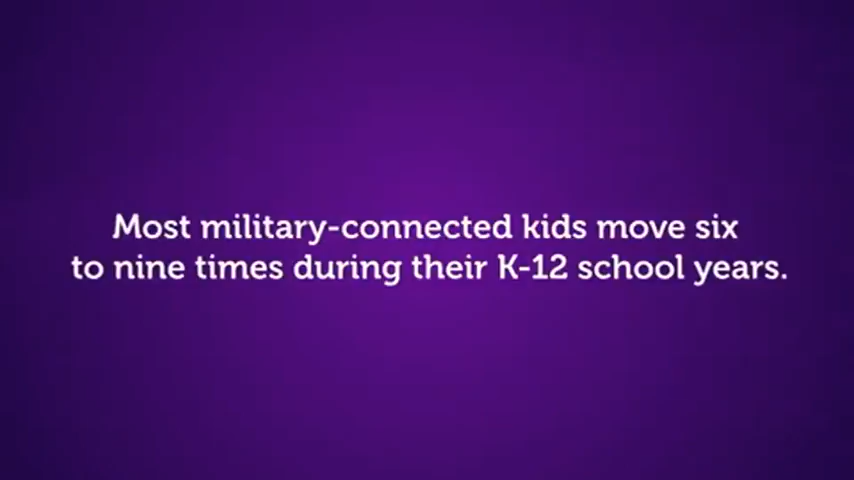 Most military-connected kids move six
to nine times during their K-12 school years.